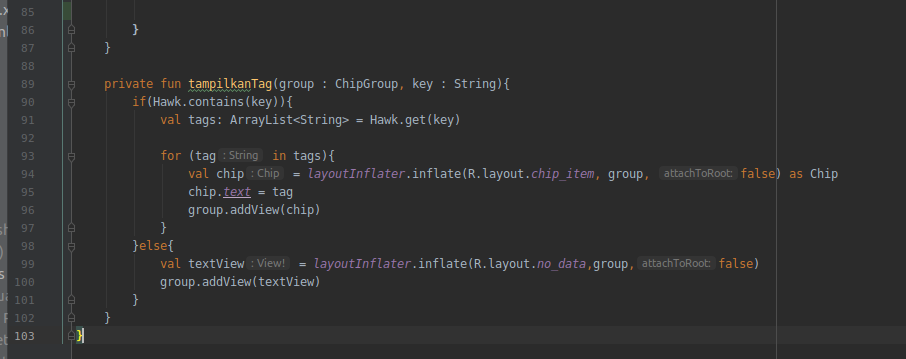 85
86 }
87 }
88
89 private fun tampilkanTag(group : ChipGroup, key : String){
90 if(Hawk.contains(key)){
91 val tags: ArrayList<String> = Hawk.get(key)
92
93 for (tag : String in tags){
94 val chip : Chip = layoutInflater.inflate(R.layout.chip_item, group, attachToRoot: false) as Chip
95 chip.text = tag
96 group.addView(chip)
97 }
98 }else{
99 val textView : View! = layoutInflater.inflate(R.layout.no_data,group, attachToRoot: false)
100 group.addView(textView)
101 }
102 }
103 }